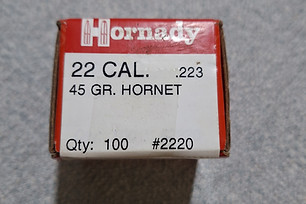 Hornady
22 CAL. .223
45 GR. HORNET
Qty: 100 #2220